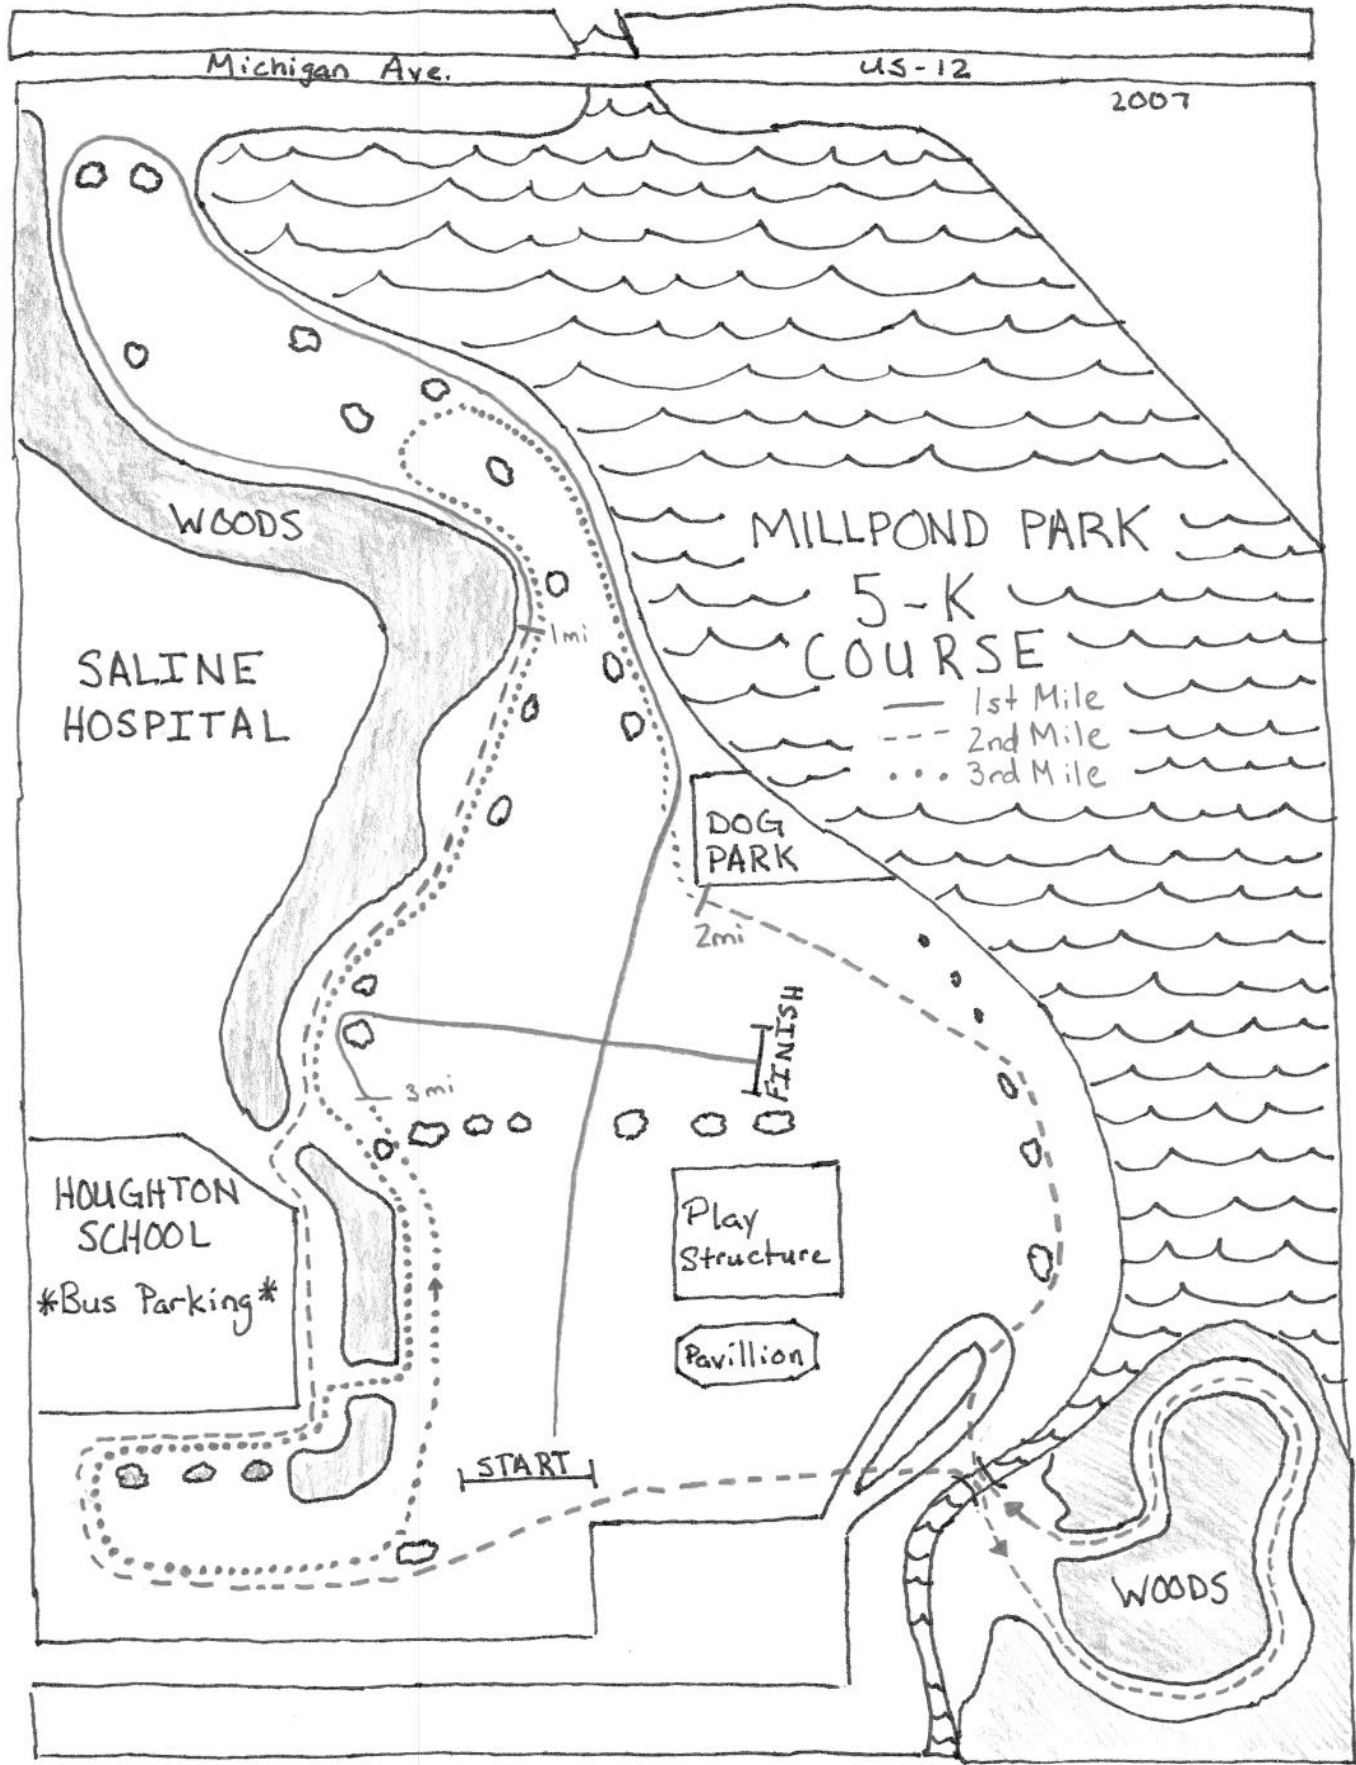 Michigan Ave.
US-12
2007
WOODS
MILLPOND PARK
5-K
COURSE
1st Mile
2nd Mile
3rd Mile
1mi
SALINE
HOSPITAL
DOG
PARK
2mi
FINISH
3mi
HOUGHTON
SCHOOL
*Bus Parking*
Play
Structure
Pavillion
START
WOODS